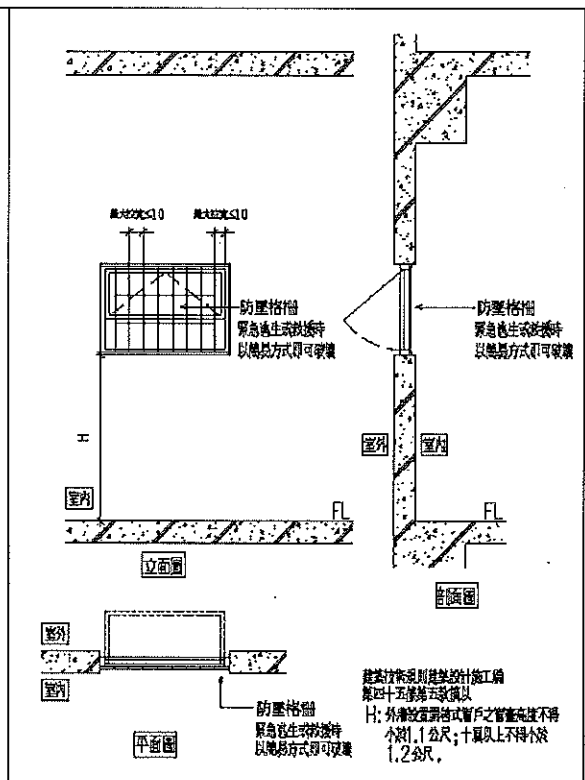 最大淨寬≤10
最大淨寬≤10
防墜格柵
緊急逃生或救援時
以簡易方式即可破壞
防墜格柵
緊急逃生或救援時
以簡易方式即可破壞
H
室外
室內
室內
FL
FL
立面圖
剖面圖
室外
室內
防墜格柵
緊急逃生或救援時
以簡易方式即可破壞
平面圖
建築技術規則建築設計施工編
第四十五條第五款規以
H: 外牆設置開啟式窗戶之窗臺高度不得
小於1.1公尺；十層以上不得小於
1.2公尺。